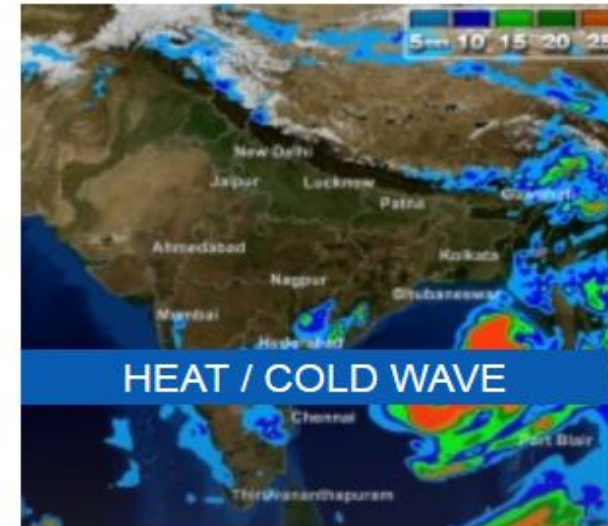 5mm 10 15 20 25
New Delhi
Jaipur Lucknow
Patna
Guwahati
Ahmedabad
Kolkata
Nagpur
Bhubaneswar
Mumbai
Hyderabad
HEAT / COLD WAVE
Chennai
Port Blair
Thiruvananthapuram